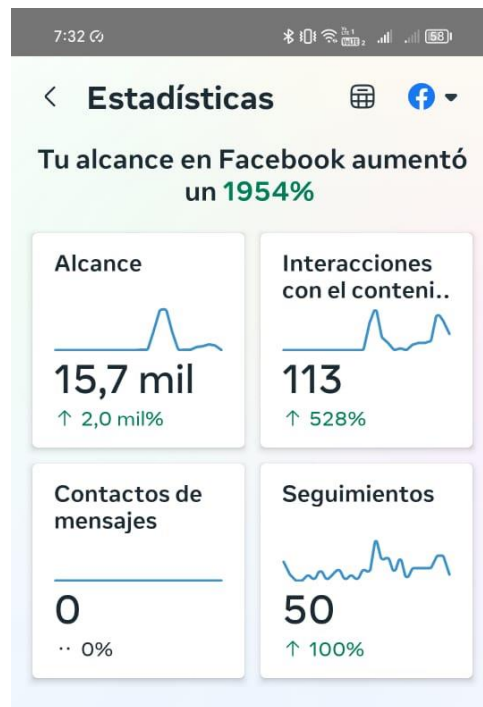 7:32
58
Estadísticas
Tu alcance en Facebook aumentó
un 1954%
Alcance
15,7 mil
↑ 2,0 mil%
Interacciones
con el conteni..
113
↑ 528%
Contactos de
mensajes
0
·· 0%
Seguimientos
50
↑ 100%